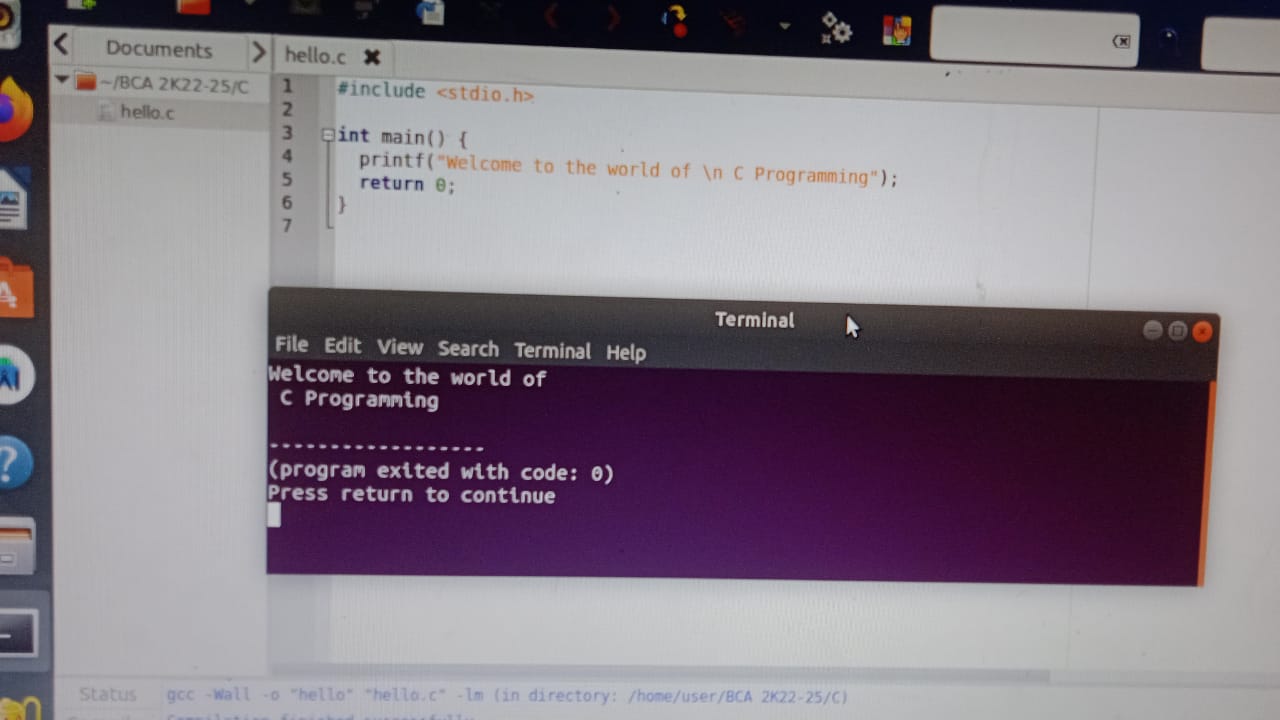 Documents
hello.c
~/BCA 2K22-25/C
hello.c
1 #include <stdio.h>
2
3 int main() {
4 printf("Welcome to the world of \n C Programming");
5 return 0;
6 }
7
Terminal
File Edit View Search Terminal Help
Welcome to the world of
C Programming
------------------
(program exited with code: 0)
Press return to continue
Status gcc -Wall -o "hello" "hello.c" -lm (in directory: /home/user/BCA 2K22-25/C)
Compilation finished successfully.